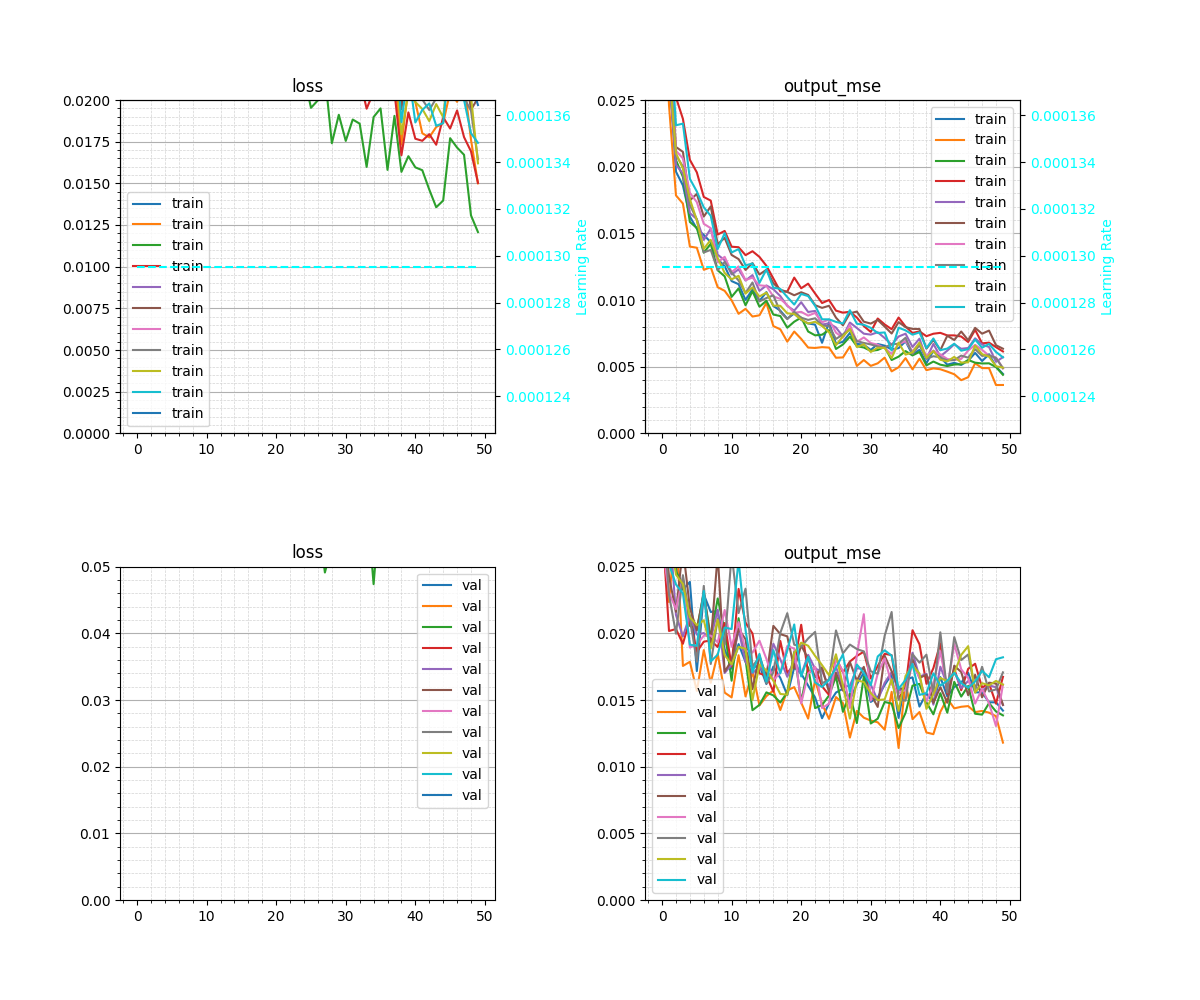 loss
0.0200
0.0175
0.0150
0.0125
0.0100
0.0075
0.0050
0.0025
0.0000
0 10 20 30 40 50
train
train
train
train
train
train
train
train
train
train
train
0.000136
0.000134
0.000132
0.000130
0.000128
0.000126
0.000124
Learning Rate
output_mse
0.025
0.020
0.015
0.010
0.005
0.000
0 10 20 30 40 50
train
train
train
train
train
train
train
train
train
train
0.000136
0.000134
0.000132
0.000130
0.000128
0.000126
0.000124
Learning Rate
loss
0.05
0.04
0.03
0.02
0.01
0.00
0 10 20 30 40 50
val
val
val
val
val
val
val
val
val
val
val
output_mse
0.025
0.020
0.015
0.010
0.005
0.000
0 10 20 30 40 50
val
val
val
val
val
val
val
val
val
val